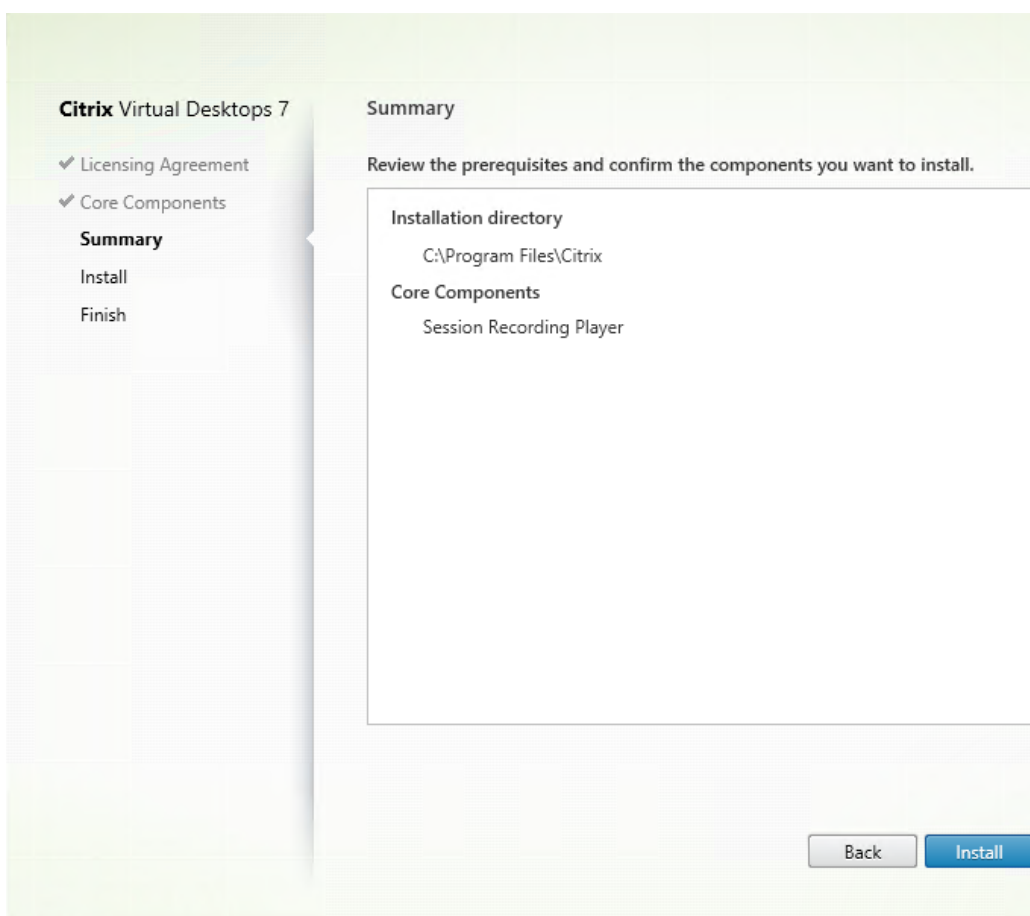 Citrix Virtual Desktops 7
Licensing Agreement
Core Components
Summary
Install
Finish
Summary
Review the prerequisites and confirm the components you want to install.
Installation directory
C:\Program Files\Citrix
Core Components
Session Recording Player
Back
Install